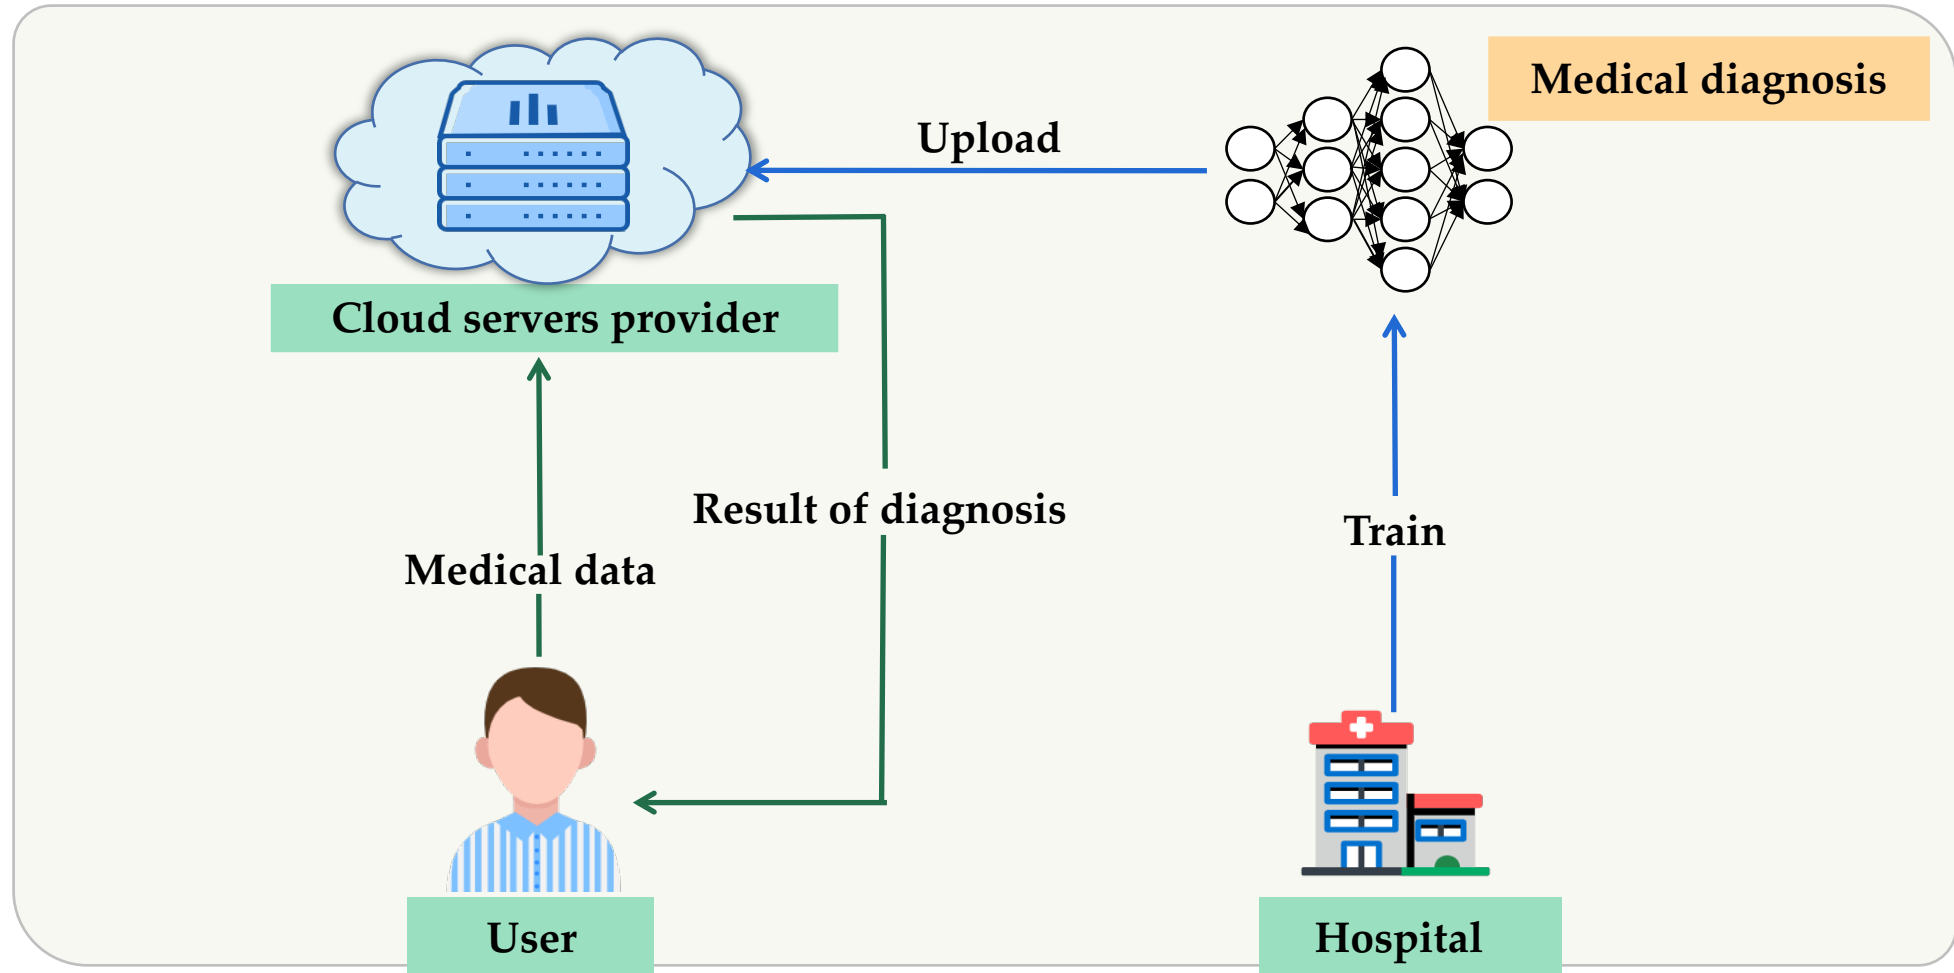 Medical diagnosis
Upload
Cloud servers provider
Result of diagnosis
Train
Medical data
User
Hospital